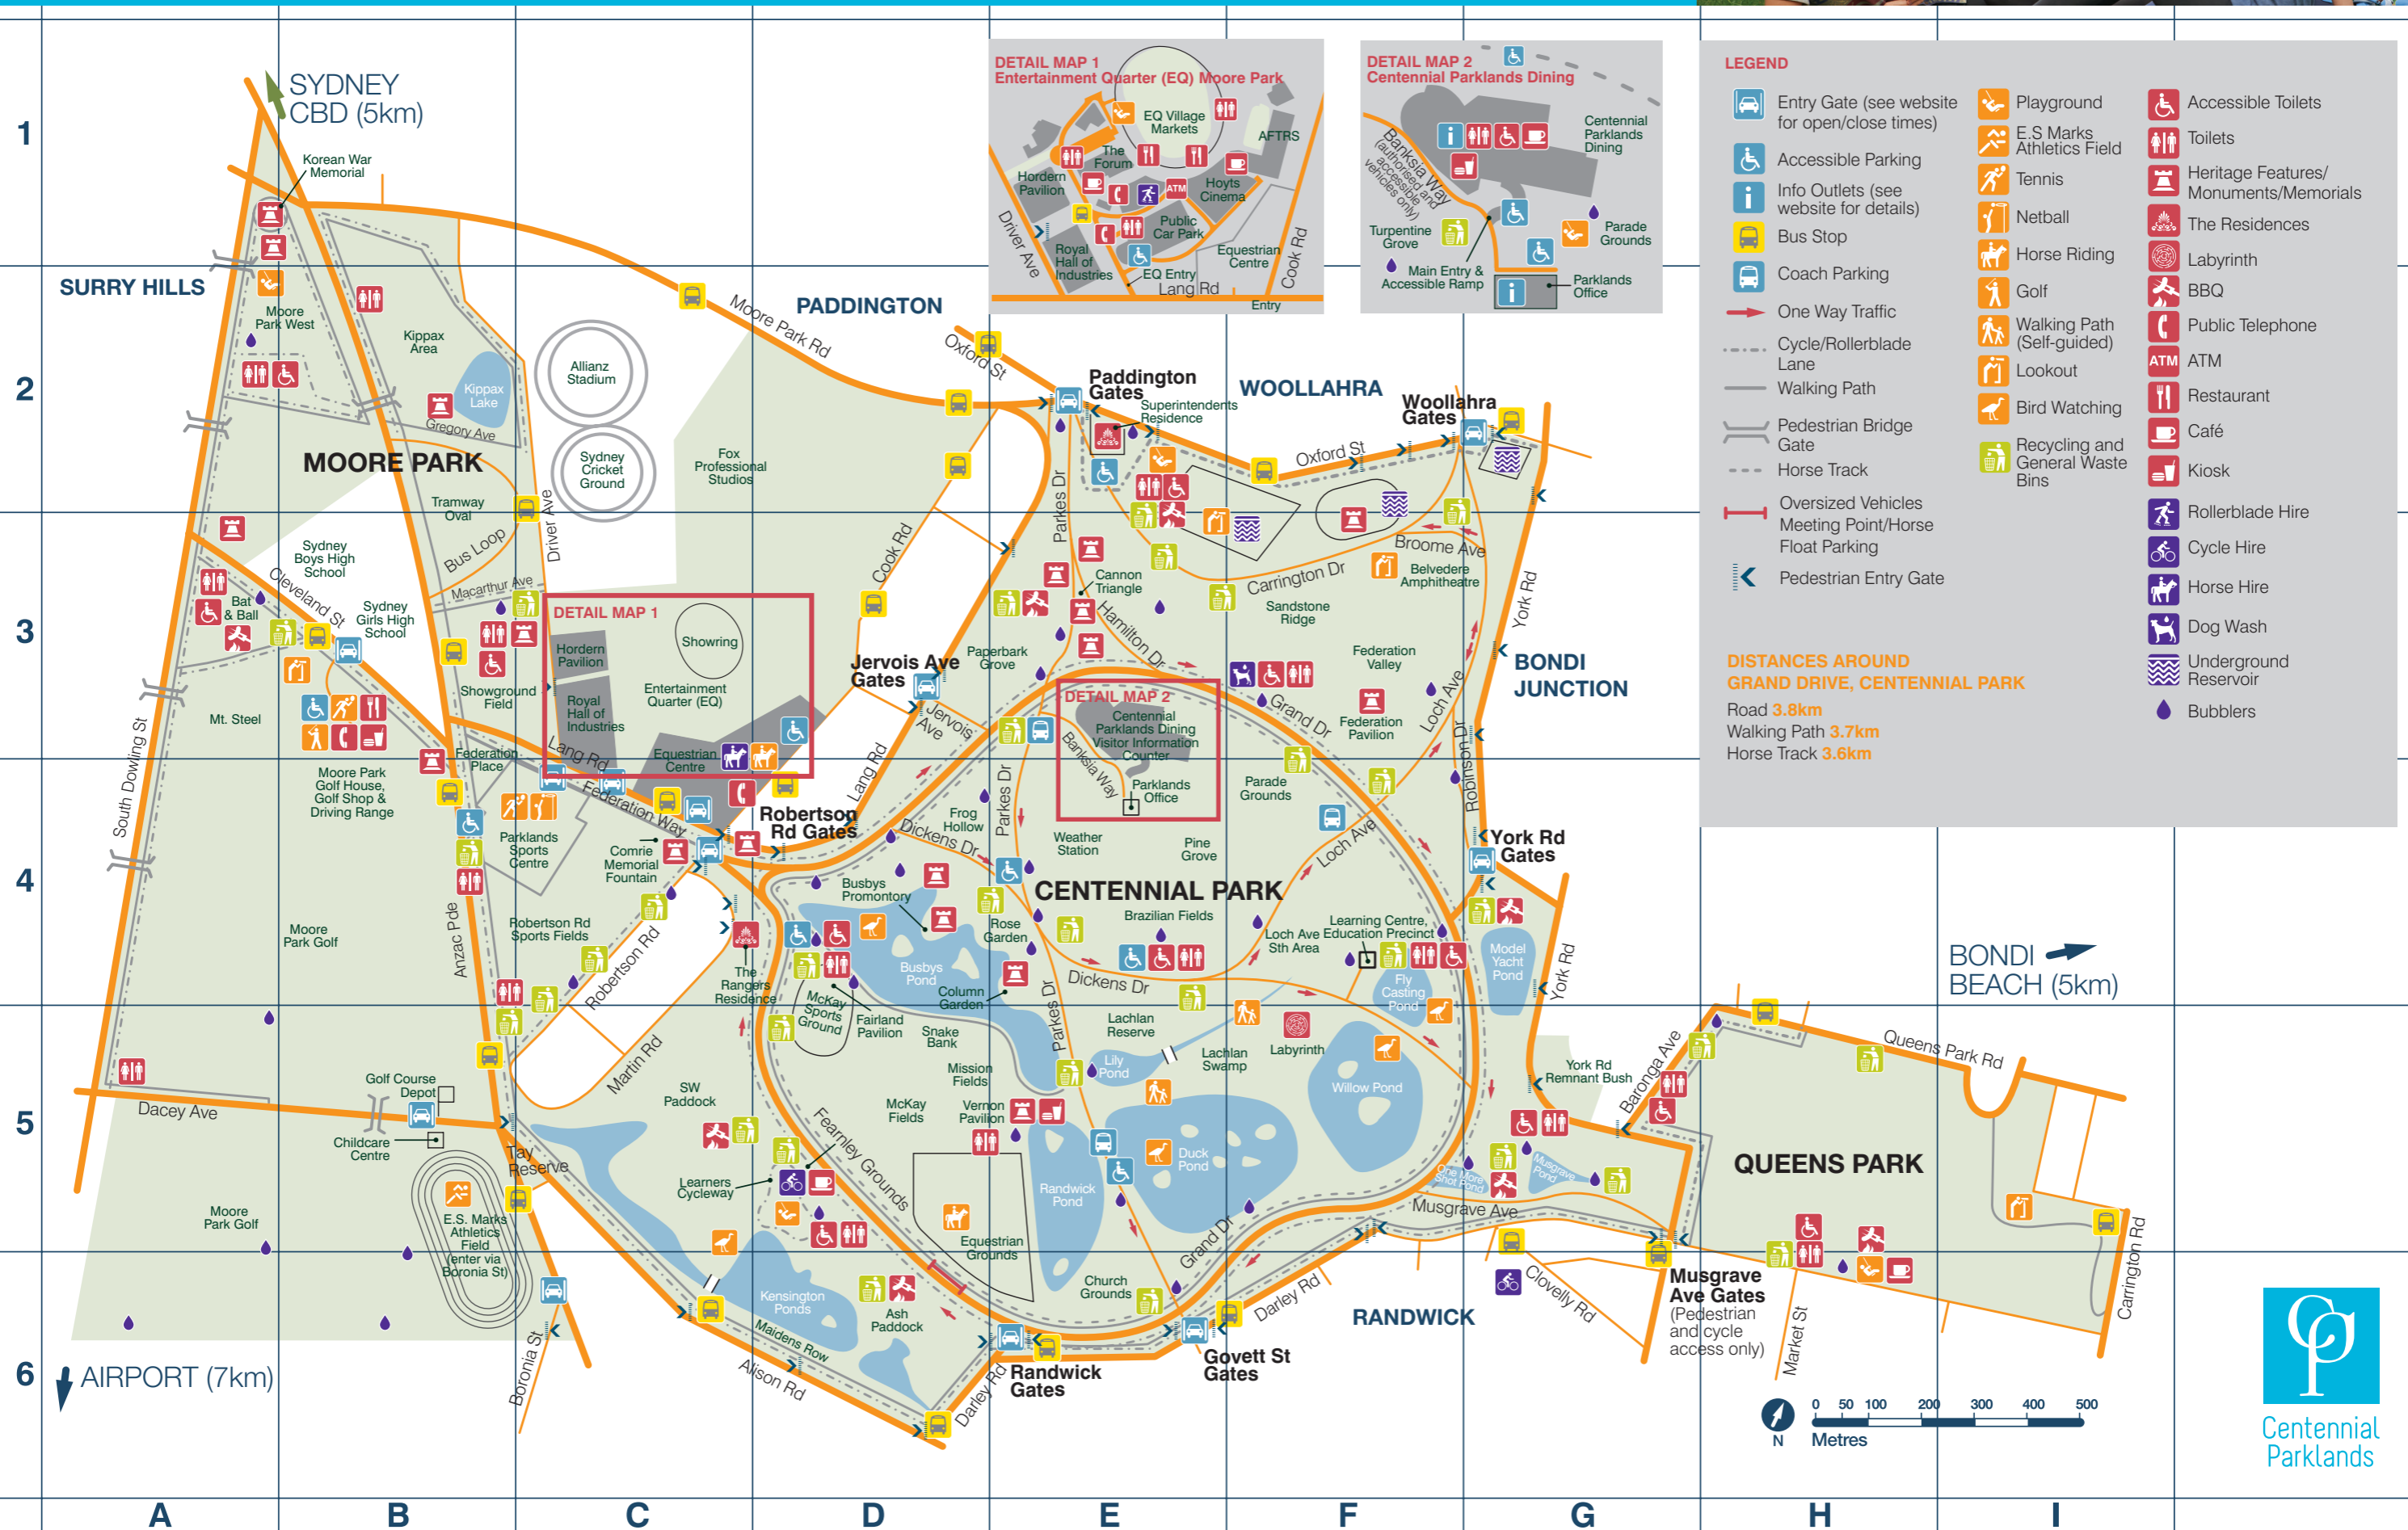 1
2
3
4
5
6
A
B
C
D
E
F
G
H
I
SYDNEY
CBD (5km)
Korean War
Memorial
SURRY HILLS
Moore
Park West
Kippax
Area
Kippax
Lake
Gregory Ave
MOORE PARK
Tramway
Oval
Bus Loop
Macarthur Ave
Driver Ave
Allianz
Stadium
Sydney
Cricket
Ground
Fox
Professional
Studios
Moore Park Rd
PADDINGTON
Oxford St
DETAIL MAP 1
Entertainment Quarter (EQ) Moore Park
EQ Village
Markets
AFTRS
The
Forum
Hordern
Pavilion
Hoyts
Cinema
ATM
Public
Car Park
Royal
Hall of
Industries
Equestrian
Centre
EQ Entry
Lang Rd
Driver Ave
Cook Rd
Entry
DETAIL MAP 2
Centennial Parklands Dining
Centennial
Parklands
Dining
Banksia Way
(authorised and
accessible
vehicles only)
Turpentine
Grove
Parade
Grounds
Main Entry &
Accessible Ramp
Parklands
Office
LEGEND
Entry Gate (see website
for open/close times)
Accessible Parking
Info Outlets (see
website for details)
Bus Stop
Coach Parking
One Way Traffic
Cycle/Rollerblade
Lane
Walking Path
Pedestrian Bridge
Gate
Horse Track
Oversized Vehicles
Meeting Point/Horse
Float Parking
Pedestrian Entry Gate
Playground
E.S Marks
Athletics Field
Tennis
Netball
Horse Riding
Golf
Walking Path
(Self-guided)
Lookout
Bird Watching
Recycling and
General Waste
Bins
Accessible Toilets
Toilets
Heritage Features/
Monuments/Memorials
The Residences
Labyrinth
BBQ
Public Telephone
ATM
ATM
Restaurant
Café
Kiosk
Rollerblade Hire
Cycle Hire
Horse Hire
Dog Wash
Underground
Reservoir
Bubblers
DISTANCES AROUND
GRAND DRIVE, CENTENNIAL PARK
Road 3.8km
Walking Path 3.7km
Horse Track 3.6km
Paddington
Gates
Superintendents
Residence
WOOLLAHRA
Woollahra
Gates
Oxford St
Parkes Dr
Cook Rd
Broome Ave
Belvedere
Amphitheatre
Carrington Dr
Sandstone
Ridge
Cannon
Triangle
Hamilton Dr
Paperbark
Grove
York Rd
Federation
Valley
BONDI
JUNCTION
Federation
Pavilion
Loch Ave
Grand Dr
Robinson Dr
Sydney
Boys High
School
Cleveland St
Sydney
Girls High
School
Bat
& Ball
Mt. Steel
South Dowling St
Moore Park
Golf House,
Golf Shop &
Driving Range
Showground
Field
Federation
Place
DETAIL MAP 1
Hordern
Pavilion
Showring
Royal
Hall of
Industries
Entertainment
Quarter (EQ)
Equestrian
Centre
Lang Rd
Federation Way
Jervois Ave
Gates
Jervois
Ave
Lang Rd
DETAIL MAP 2
Centennial
Parklands Dining
Visitor Information
Counter
Banksia Way
Parklands
Office
Parade
Grounds
Parklands
Sports
Centre
Comrie
Memorial
Fountain
Robertson
Rd Gates
Frog
Hollow
Parkes Dr
Dickens Dr
Weather
Station
Pine
Grove
Loch Ave
York Rd
Gates
Busbys
Promontory
CENTENNIAL PARK
Rose
Garden
Brazilian Fields
Loch Ave
Sth Area
Learning Centre,
Education Precinct
Model
Yacht
Pond
York Rd
BONDI
BEACH (5km)
Moore
Park Golf
Anzac Pde
Robertson Rd
Sports Fields
Robertson Rd
The
Rangers
Residence
Busbys
Pond
Column
Garden
Dickens Dr
Fly
Casting
Pond
McKay
Sports
Ground
Fairland
Pavilion
Snake
Bank
Parkes Dr
Lachlan
Reserve
Lachlan
Swamp
Labyrinth
Lily
Pond
Willow Pond
Mission
Fields
McKay
Fields
Vernon
Pavilion
Martin Rd
SW
Paddock
Golf Course
Depot
Dacey Ave
Childcare
Centre
Tay
Reserve
Fearnley Grounds
Learners
Cycleway
Duck
Pond
Randwick
Pond
York Rd
Remnant Bush
Baronga Ave
Queens Park Rd
QUEENS PARK
One More
Shot Pond
Musgrave
Pond
Musgrave Ave
Moore
Park Golf
E.S. Marks
Athletics
Field
(enter via
Boronia St)
Equestrian
Grounds
Church
Grounds
Grand Dr
Kensington
Ponds
Ash
Paddock
Maidens Row
Alison Rd
Boronia St
Darley Rd
Randwick
Gates
Govett St
Gates
Darley Rd
RANDWICK
Clovelly Rd
Musgrave
Ave Gates
(Pedestrian
and cycle
access only)
Market St
Carrington Rd
AIRPORT (7km)
N
0 50 100 200 300 400 500
Metres
Centennial
Parklands